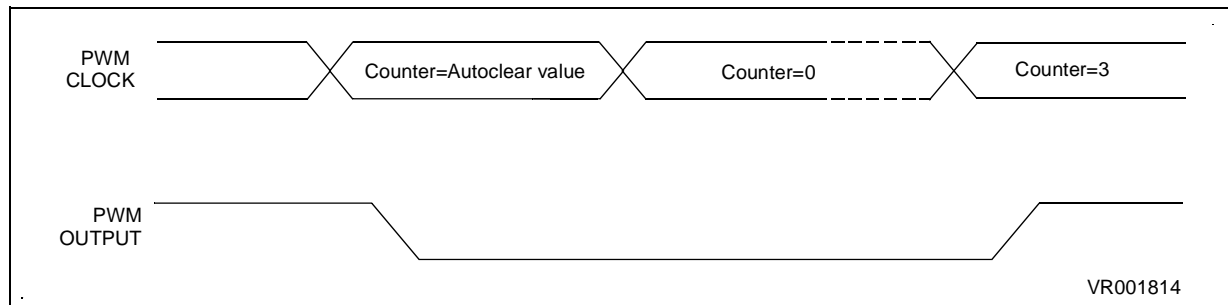 PWM
CLOCK
Counter=Autoclear value
Counter=0
Counter=3
PWM
OUTPUT
VR001814